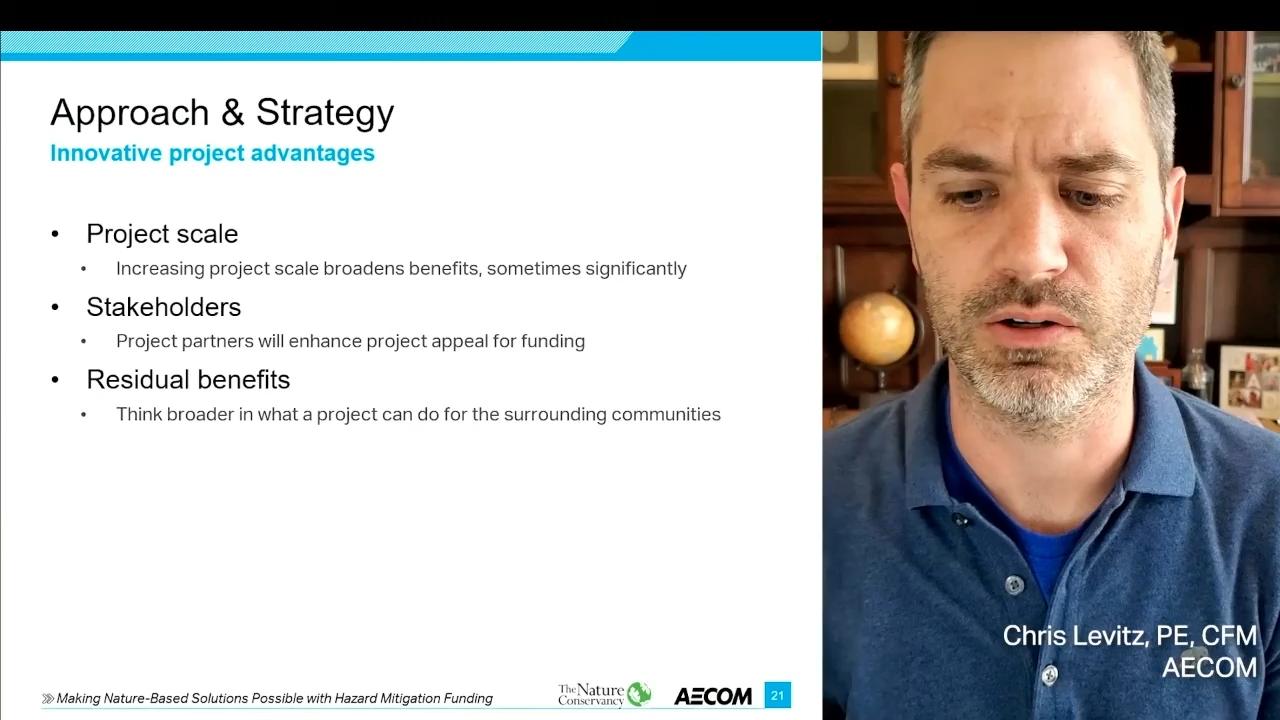 Approach & Strategy
Innovative project advantages
• Project scale
• Increasing project scale broadens benefits, sometimes significantly
• Stakeholders
• Project partners will enhance project appeal for funding
• Residual benefits
• Think broader in what a project can do for the surrounding communities
Making Nature-Based Solutions Possible with Hazard Mitigation Funding
The Nature
Conservancy
AECOM
21
Chris Levitz, PE, CFM
AECOM